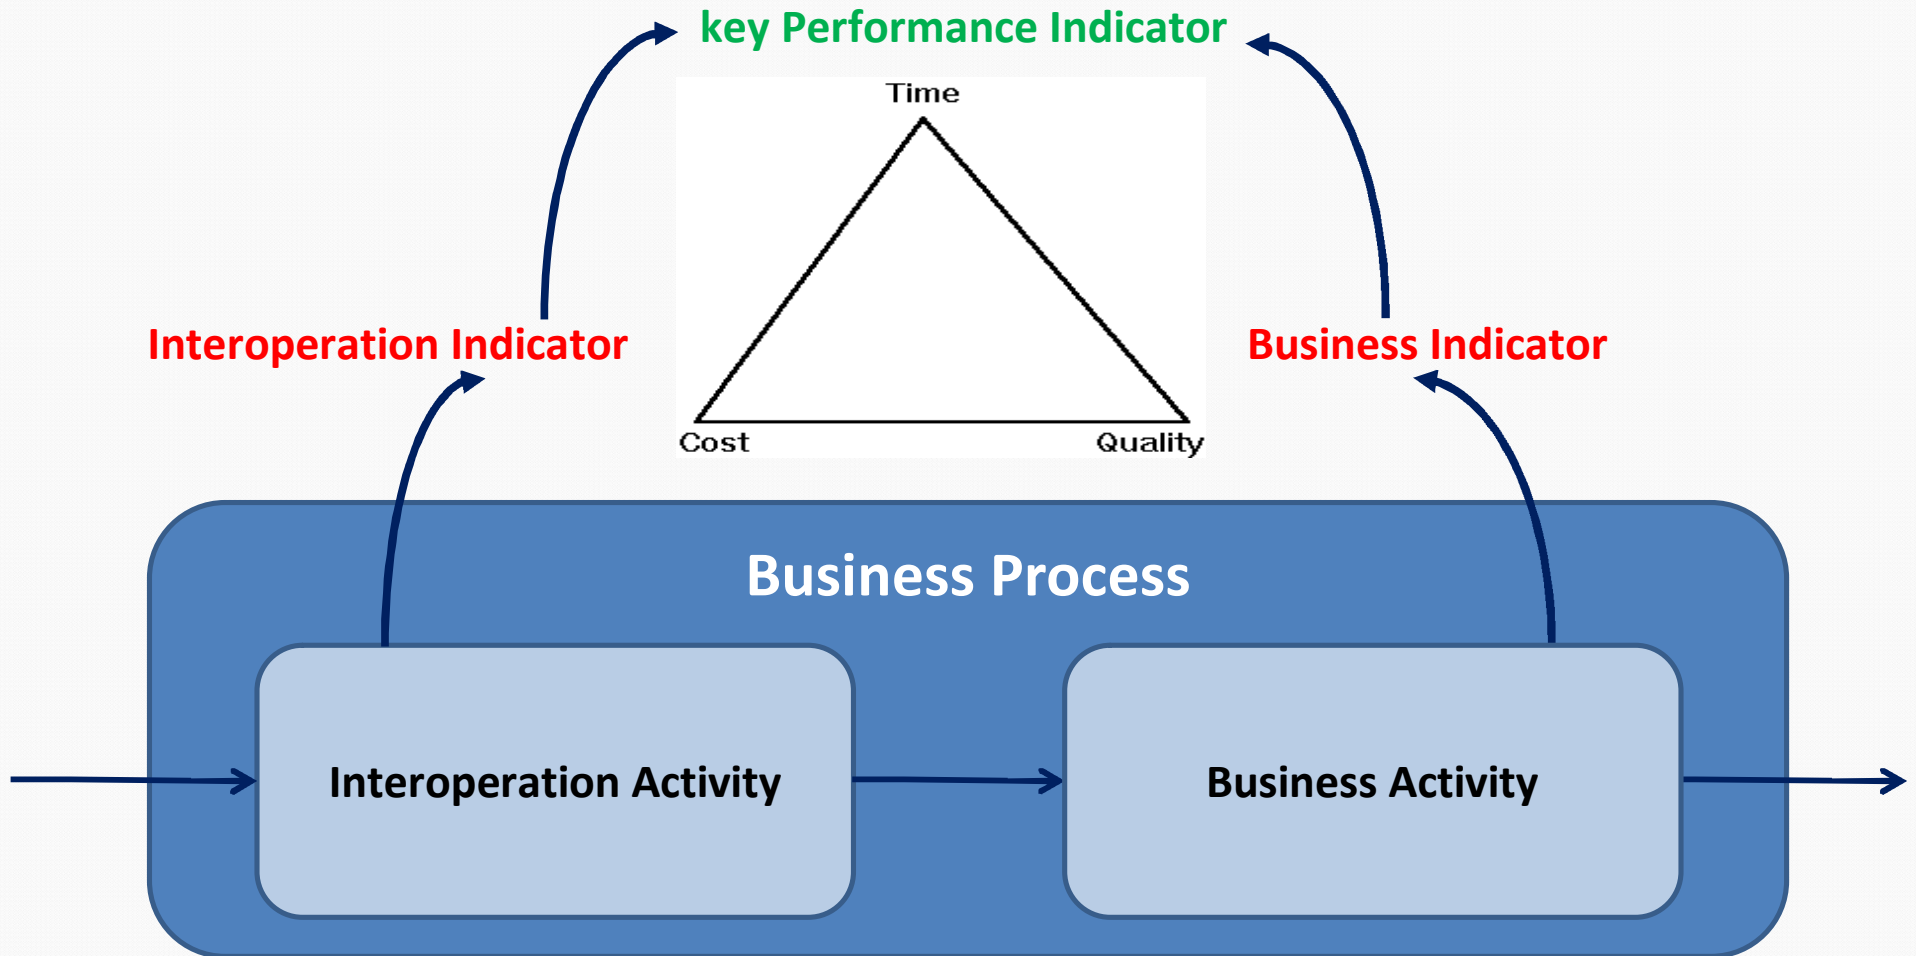 key Performance Indicator
Time
Interoperation Indicator
Business Indicator
Cost
Quality
Business Process
Interoperation Activity
Business Activity